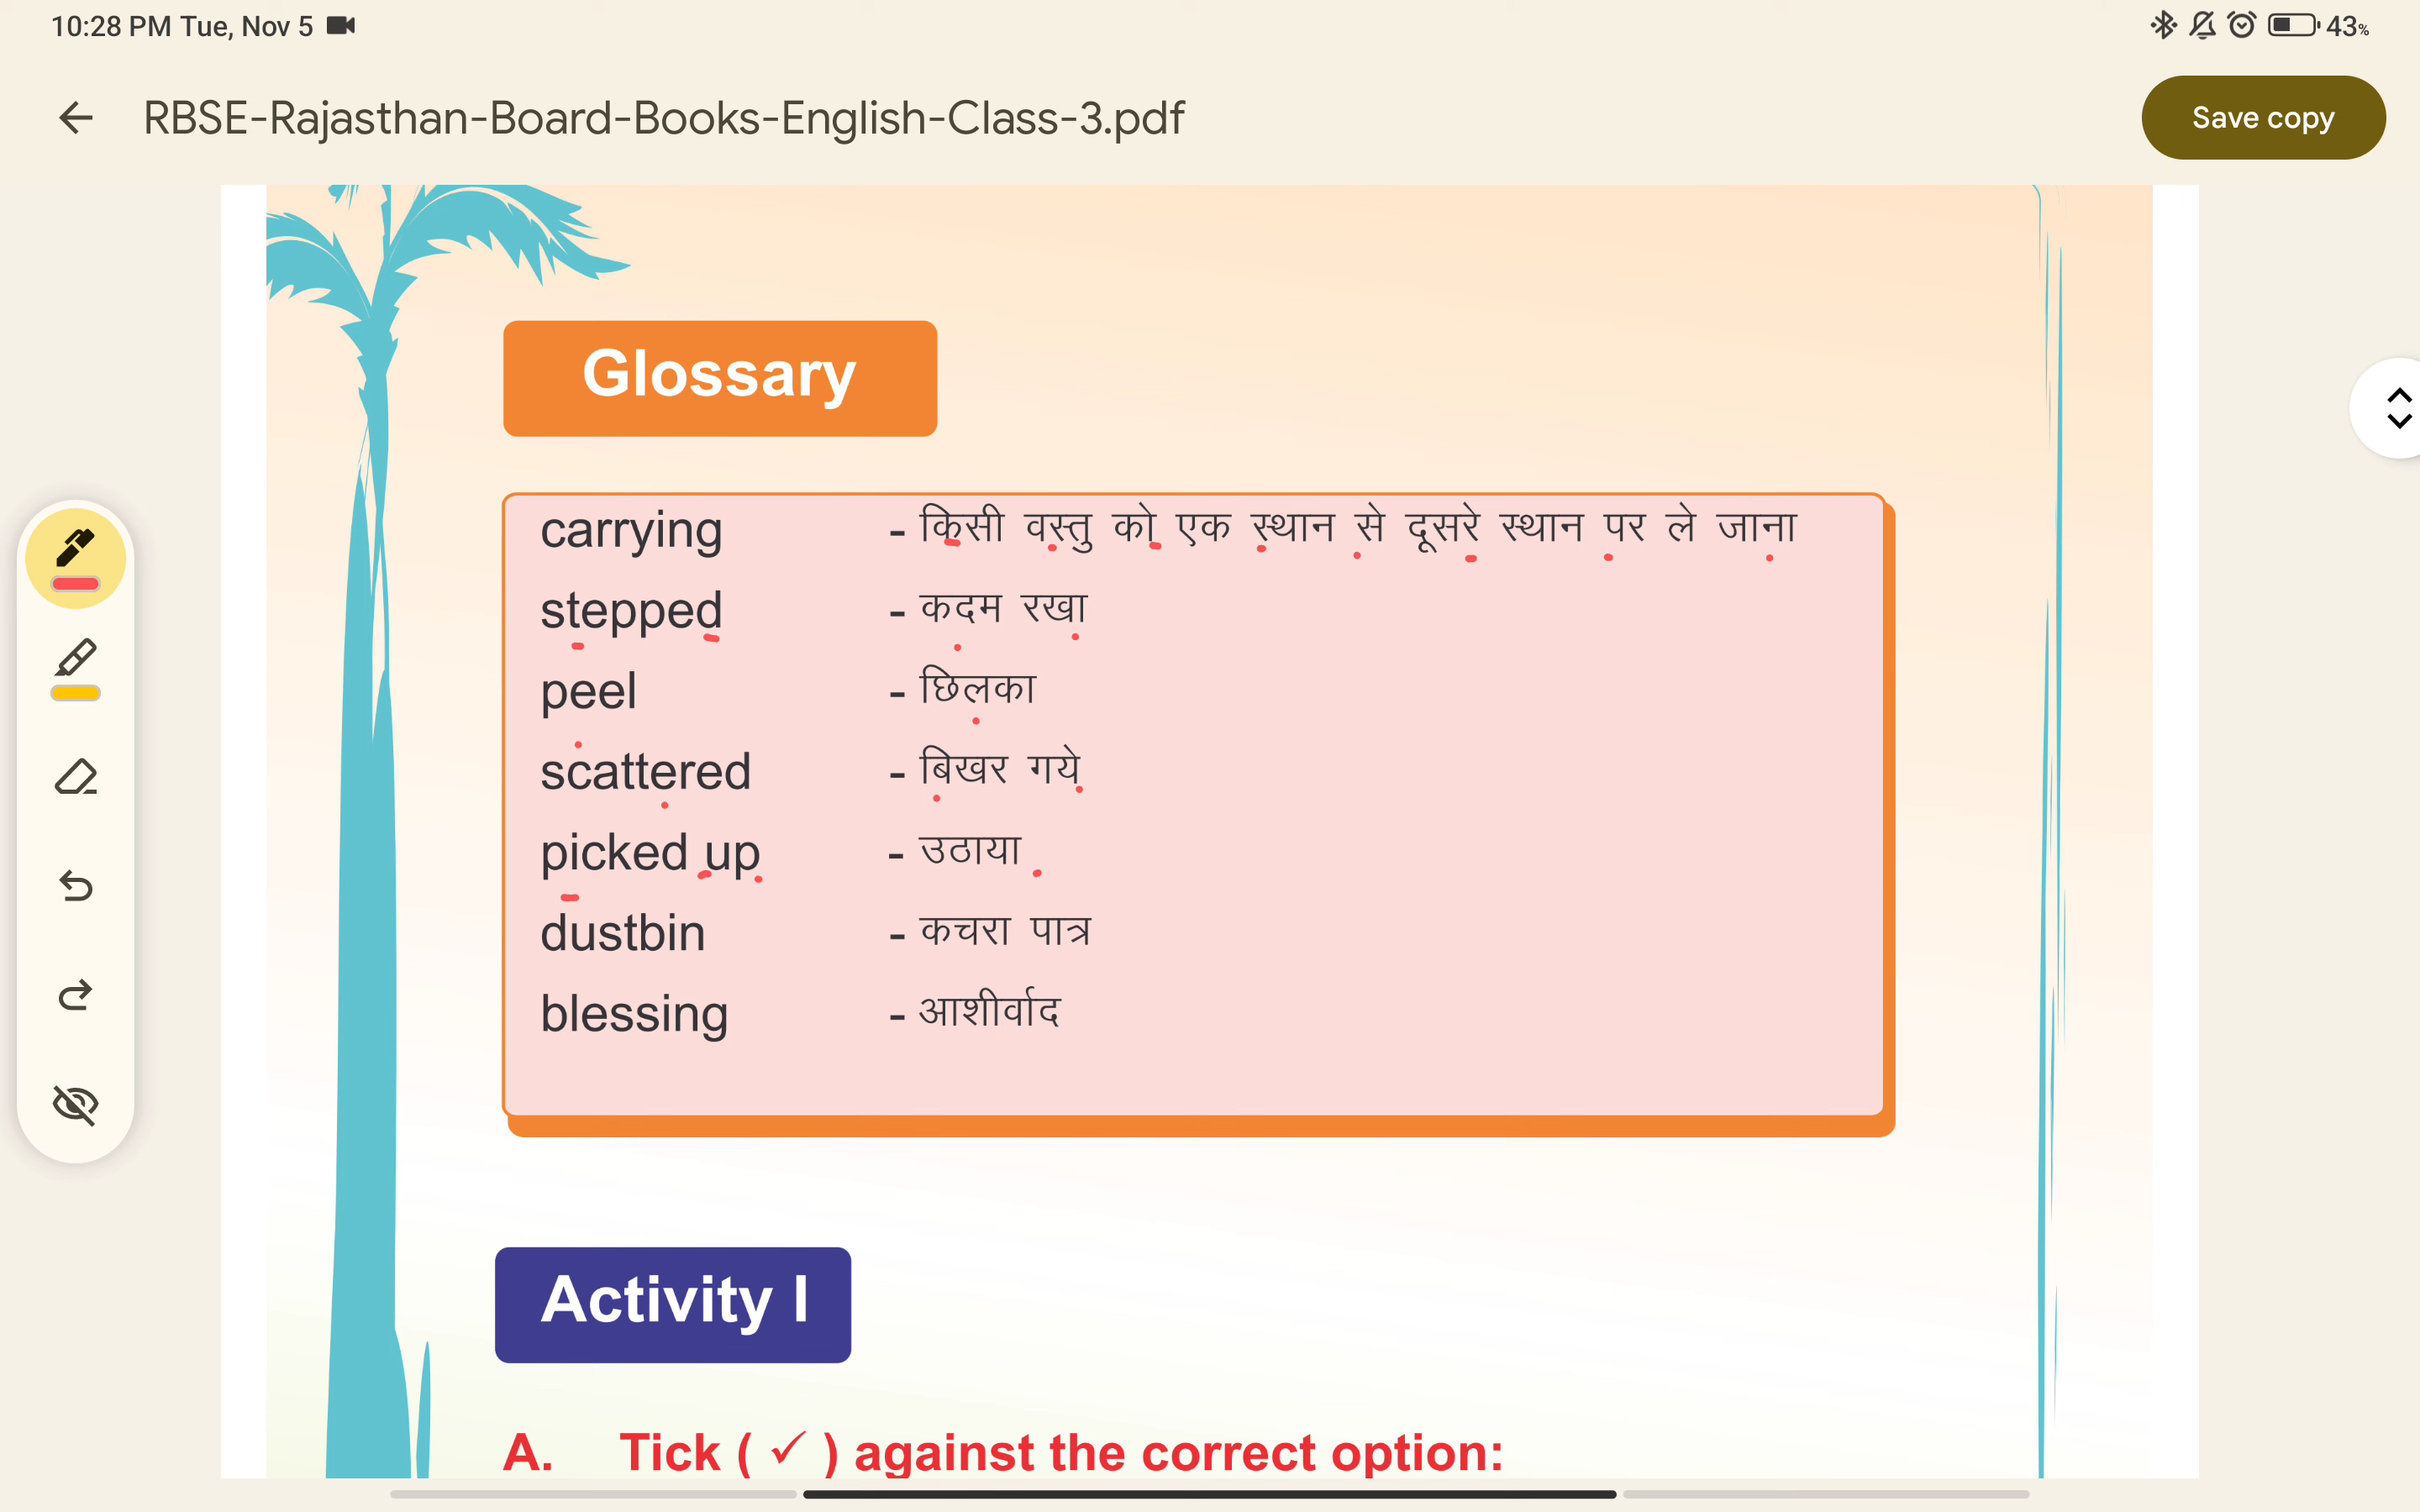 10:28 PM Tue, Nov 5 43%
RBSE-Rajasthan-Board-Books-English-Class-3.pdf Save copy
Glossary
carrying - किसी वस्तु को एक स्थान से दूसरे स्थान पर ले जाना
stepped - कदम रखा
peel - छिलका
scattered - बिखर गये
picked up - उठाया
dustbin - कचरा पात्र
blessing - आशीर्वाद
Activity I
A. Tick ( ✓ ) against the correct option: